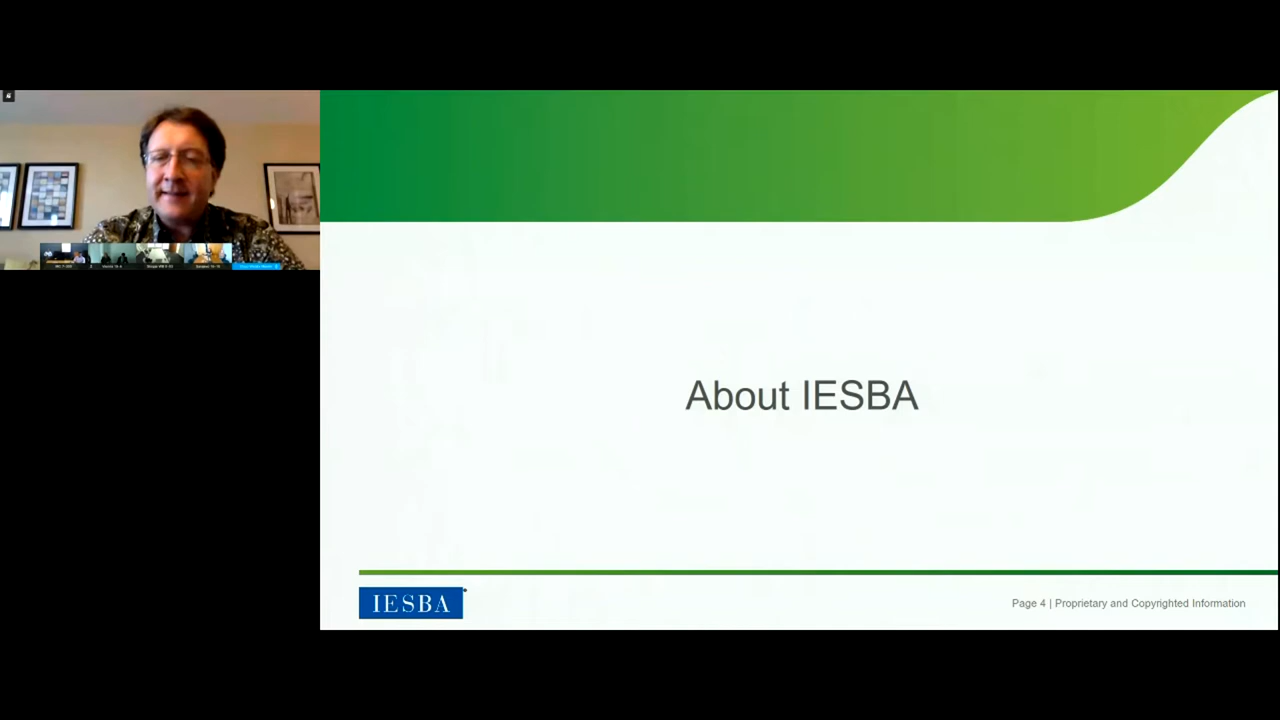 About IESBA
IESBA
Page 4 | Proprietary and Copyrighted Information